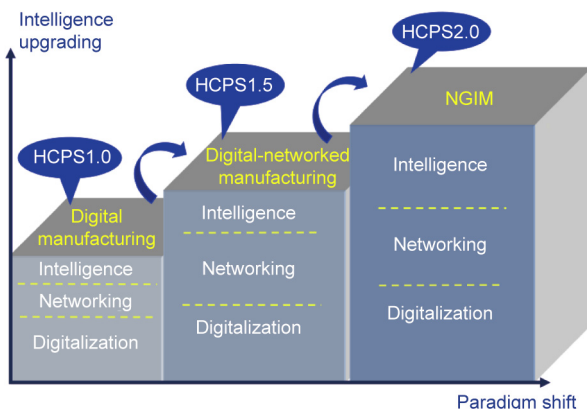 Intelligence
upgrading
HCPS2.0
HCPS1.5
HCPS1.0
NGIM
Digital-networked
manufacturing
Digital
manufacturing
Intelligence
Networking
Digitalization
Intelligence
Networking
Digitalization
Intelligence
Networking
Digitalization
Paradigm shift